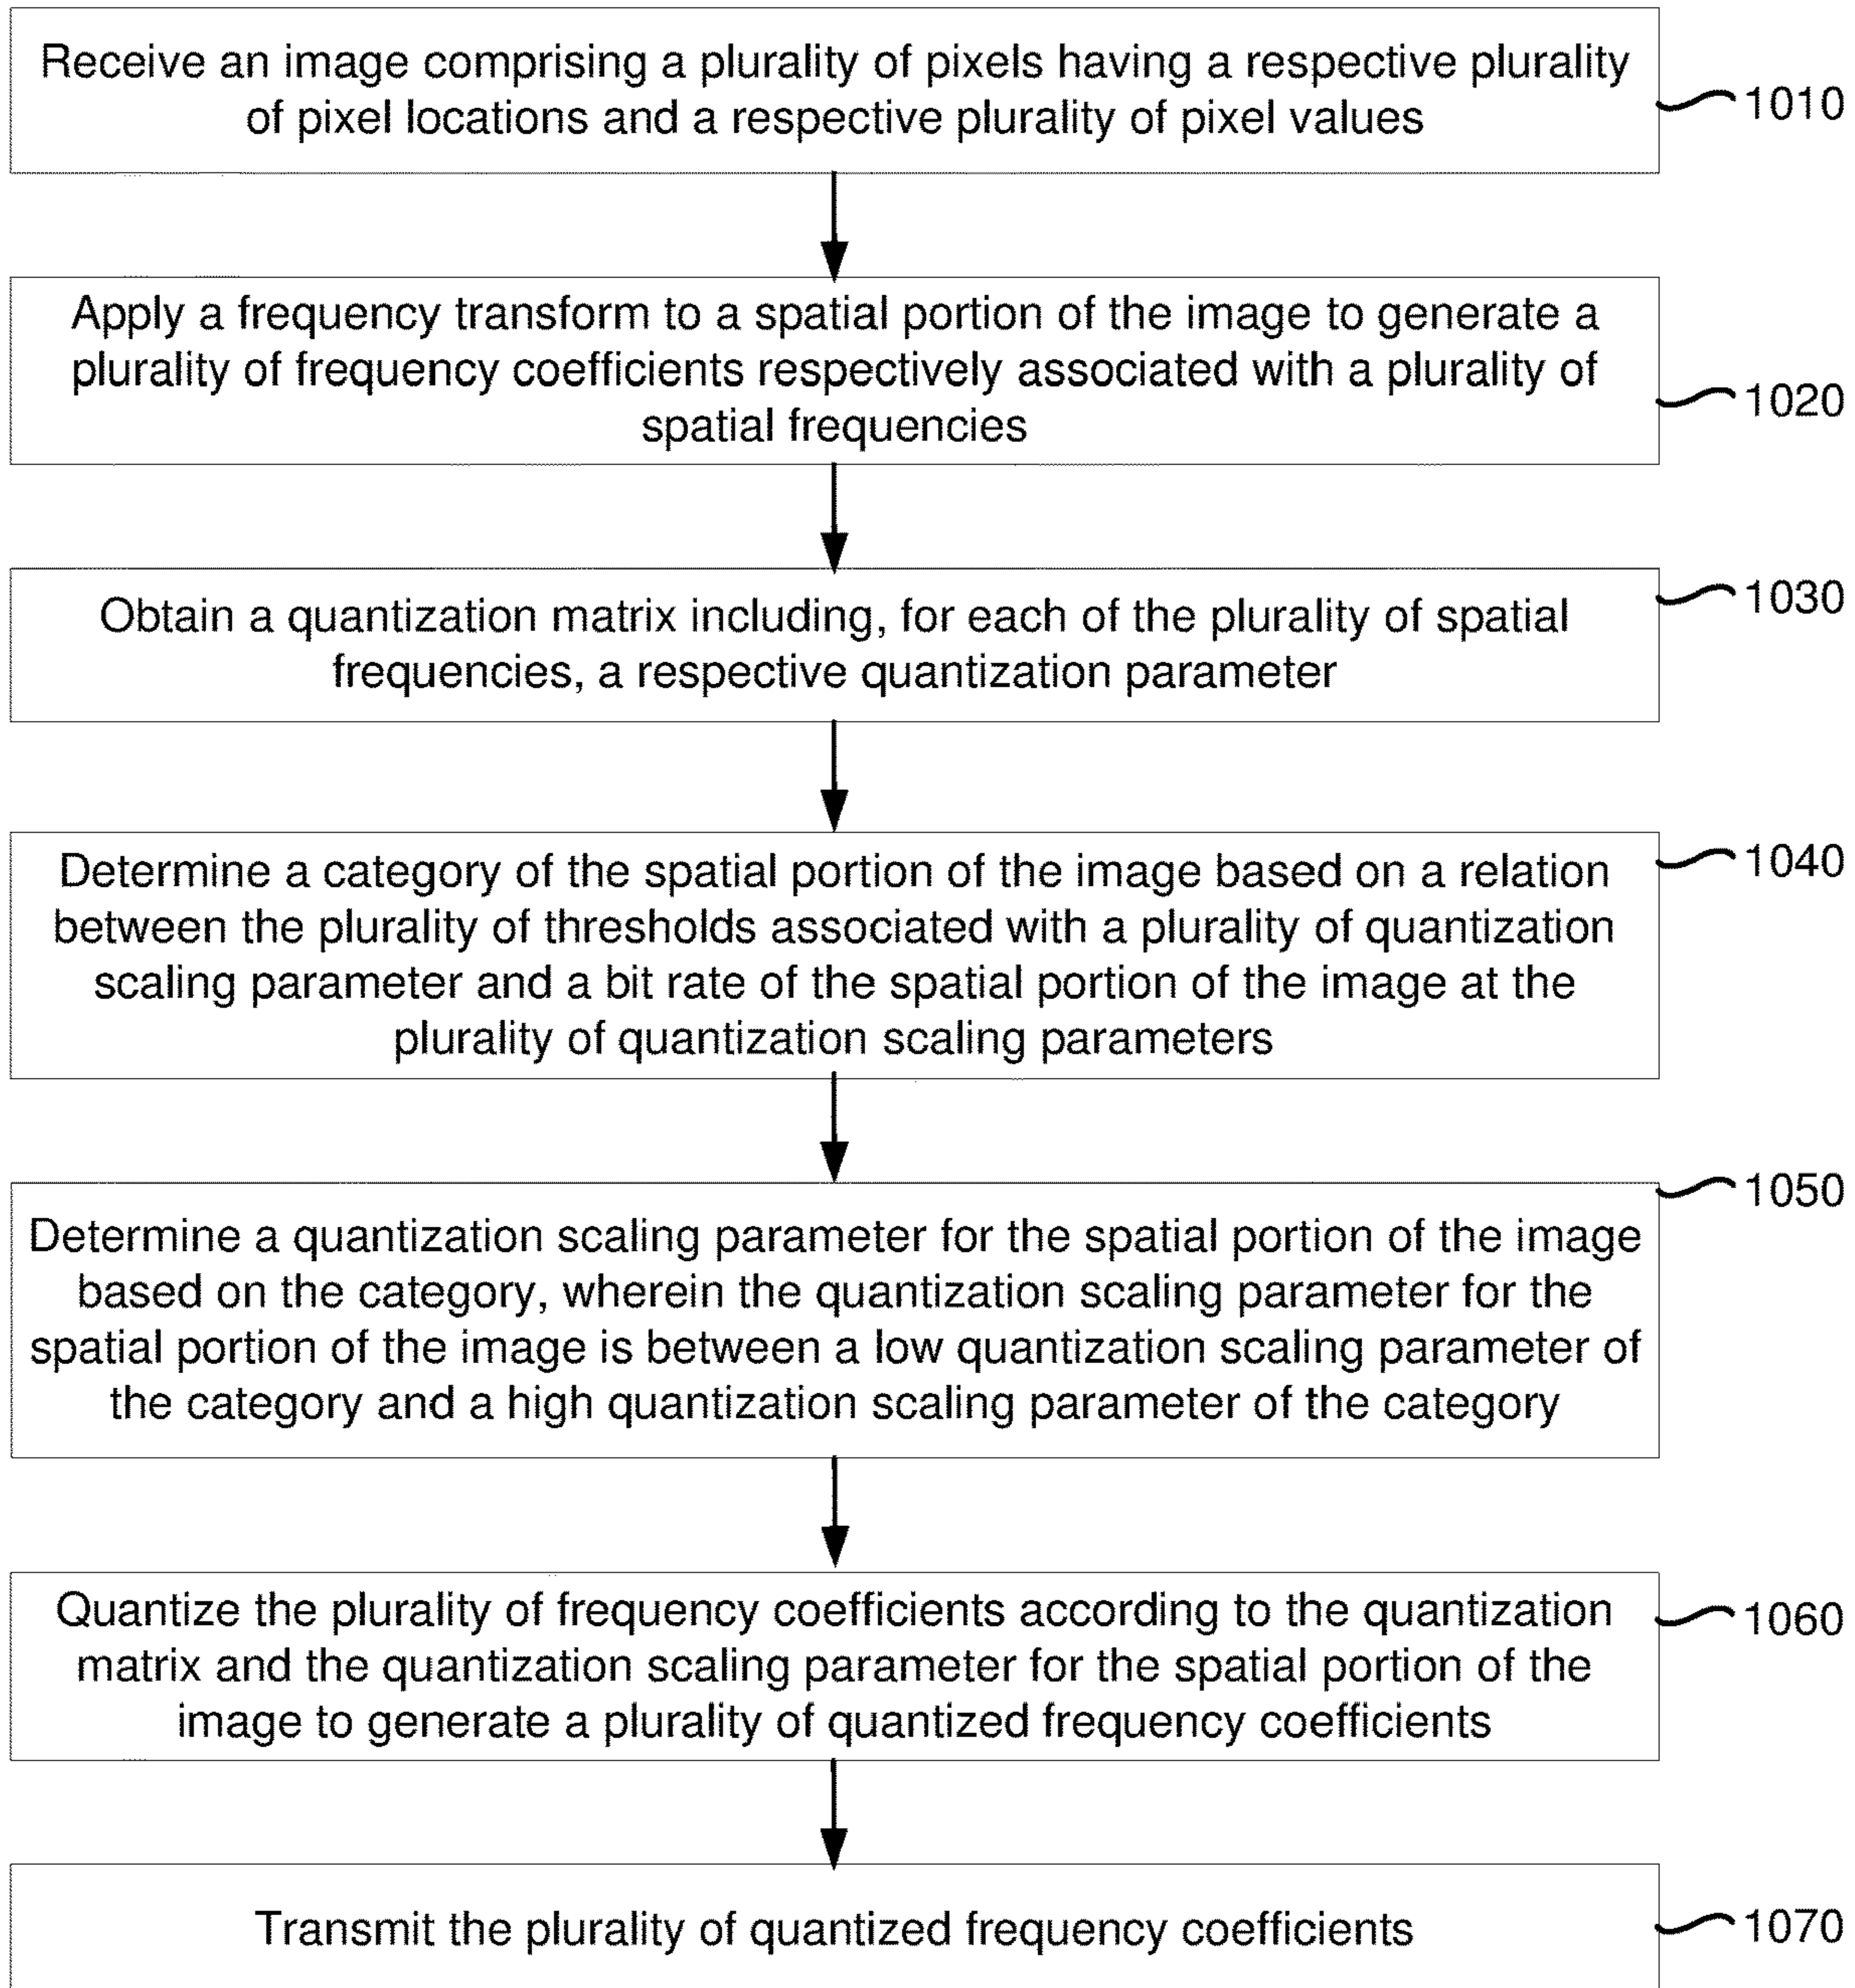 Receive an image comprising a plurality of pixels having a respective plurality
of pixel locations and a respective plurality of pixel values
1010
Apply a frequency transform to a spatial portion of the image to generate a
plurality of frequency coefficients respectively associated with a plurality of
spatial frequencies
1020
Obtain a quantization matrix including, for each of the plurality of spatial
frequencies, a respective quantization parameter
1030
Determine a category of the spatial portion of the image based on a relation
between the plurality of thresholds associated with a plurality of quantization
scaling parameter and a bit rate of the spatial portion of the image at the
plurality of quantization scaling parameters
1040
Determine a quantization scaling parameter for the spatial portion of the image
based on the category, wherein the quantization scaling parameter for the
spatial portion of the image is between a low quantization scaling parameter of
the category and a high quantization scaling parameter of the category
1050
Quantize the plurality of frequency coefficients according to the quantization
matrix and the quantization scaling parameter for the spatial portion of the
image to generate a plurality of quantized frequency coefficients
1060
Transmit the plurality of quantized frequency coefficients
1070